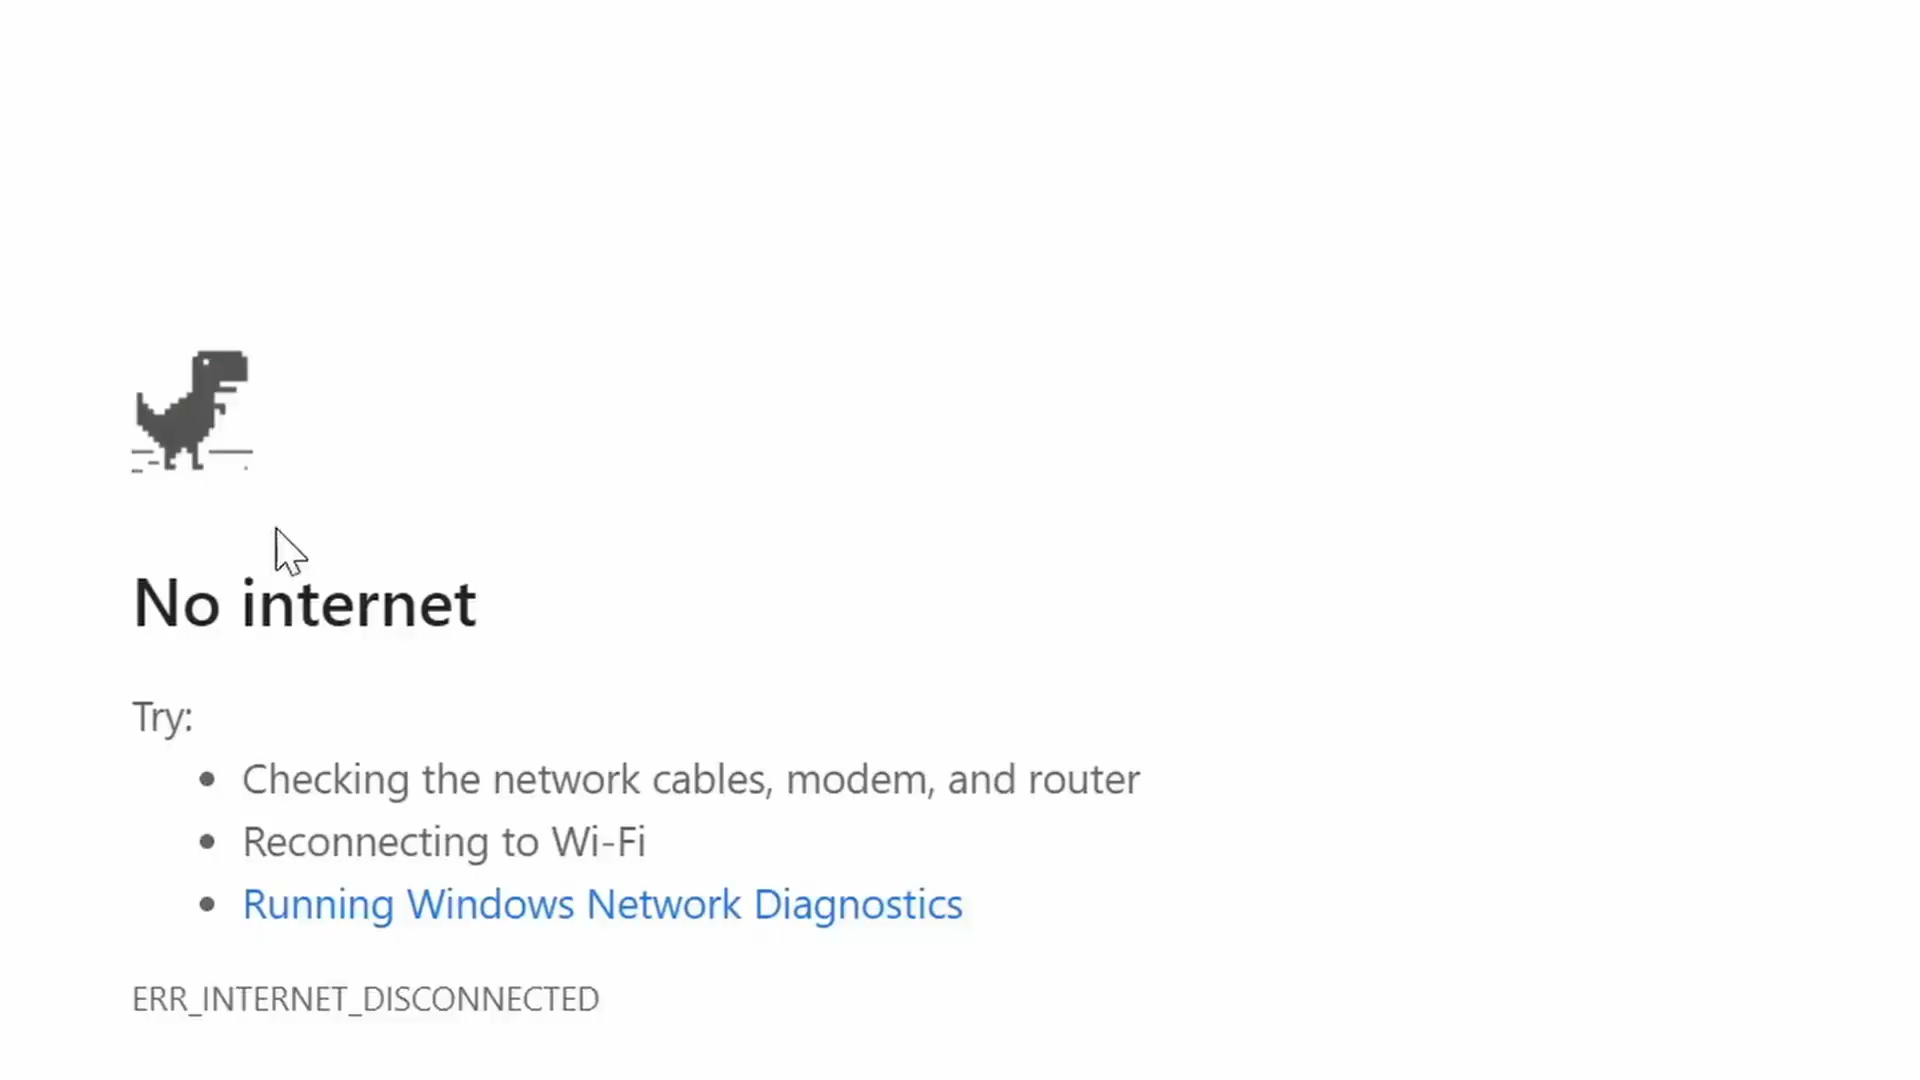 No internet
Try:
Checking the network cables, modem, and router
Reconnecting to Wi-Fi
Running Windows Network Diagnostics
ERR_INTERNET_DISCONNECTED